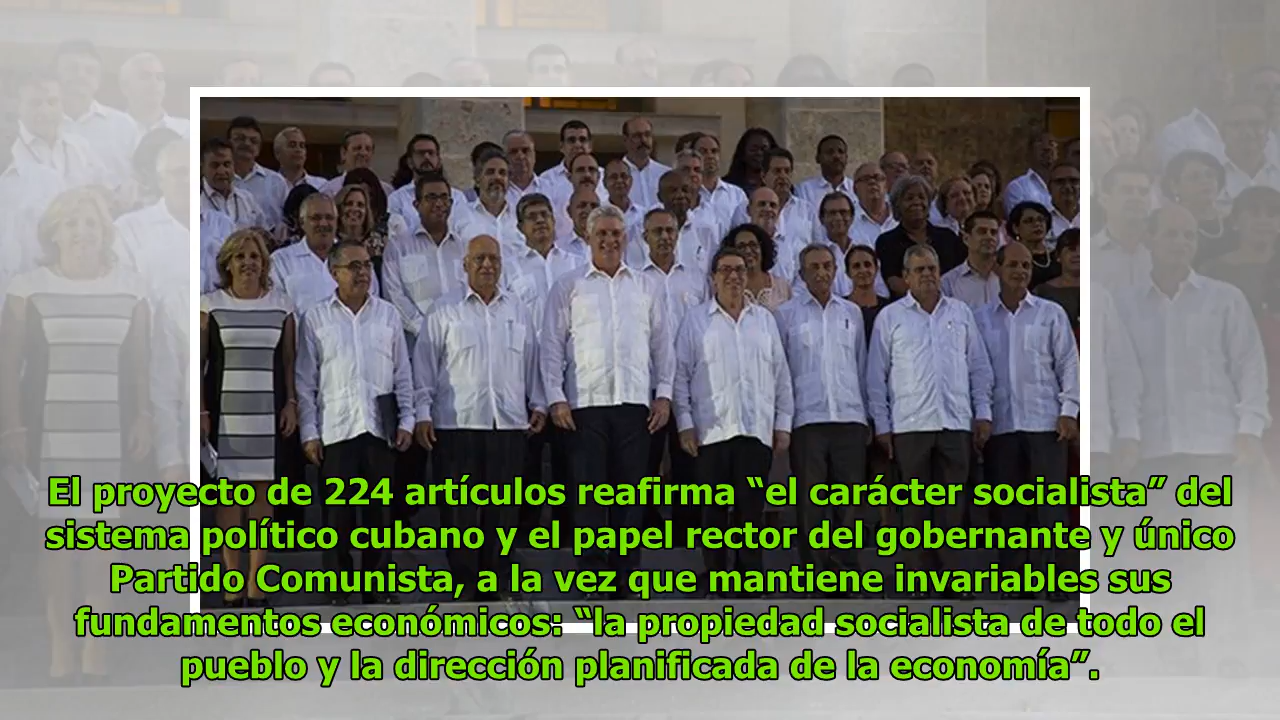 El proyecto de 224 artículos reafirma “el carácter socialista” del
sistema político cubano y el papel rector del gobernante y único
Partido Comunista, a la vez que mantiene invariables sus
fundamentos económicos: “la propiedad socialista de todo el
pueblo y la dirección planificada de la economía”.